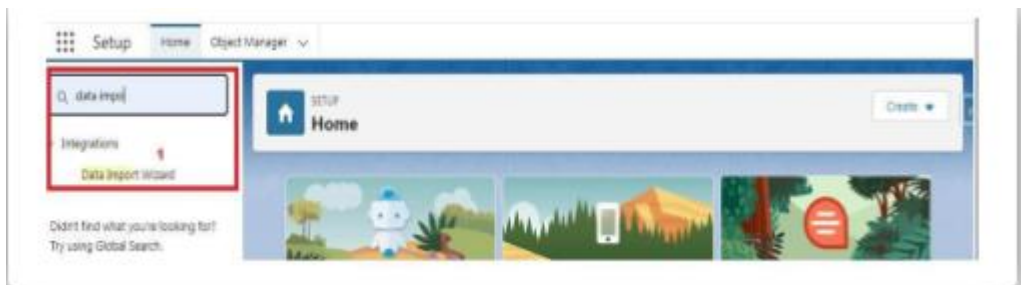 Setup Home Object Manager
data impo
SETUP
Home
Create
Integrations
1
Data Import Wizard
Didn't find what you're looking for?
Try using Global Search.